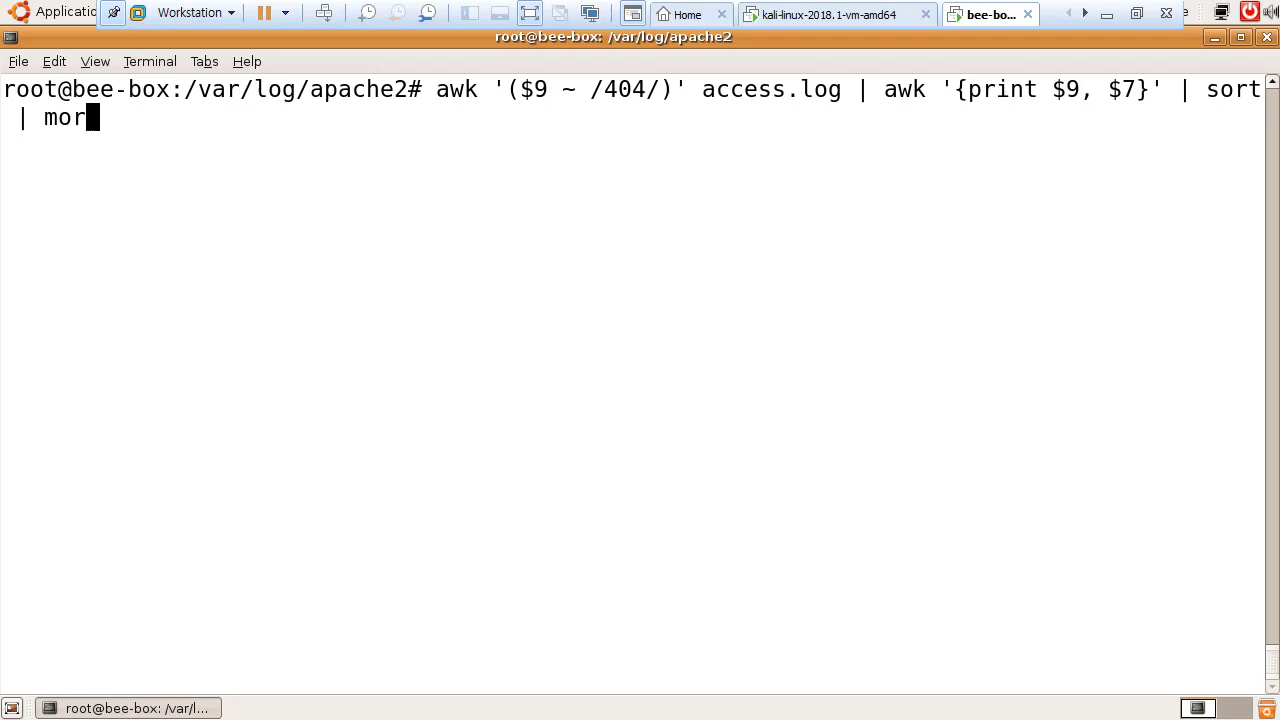 Applicatio Workstation Home kali-linux-2018.1-vm-amd64 bee-bo...
root@bee-box: /var/log/apache2
File Edit View Terminal Tabs Help
root@bee-box:/var/log/apache2# awk '($9 ~ /404/)' access.log | awk '{print $9, $7}' | sort
| mor
root@bee-box: /var/l...